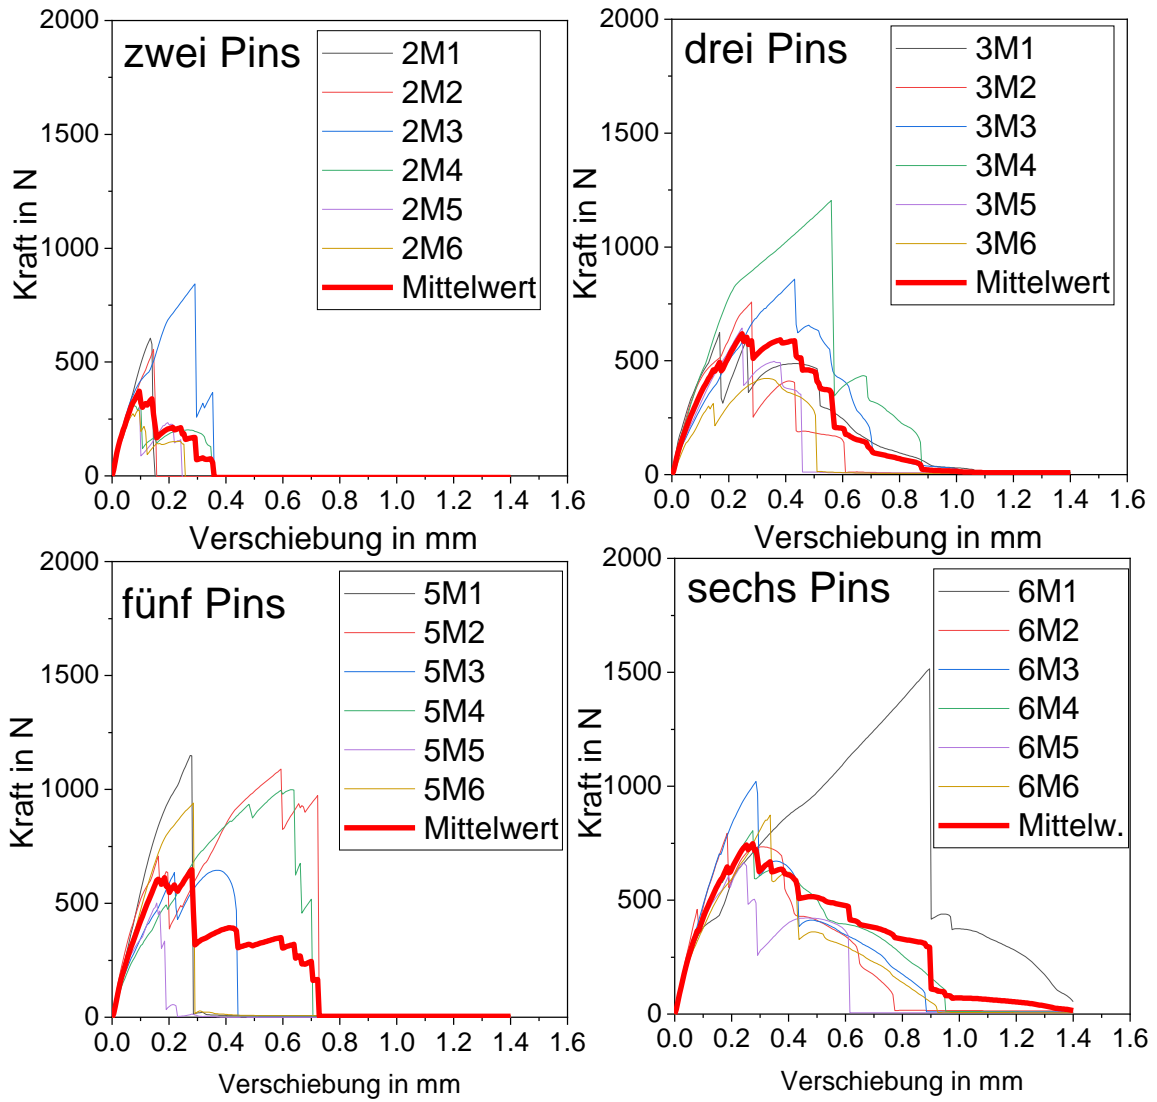 zwei Pins
2M1
2M2
2M3
2M4
2M5
2M6
Mittelwert
2000
1500
1000
500
0
Kraft in N
0.0 0.2 0.4 0.6 0.8 1.0 1.2 1.4 1.6
Verschiebung in mm
drei Pins
3M1
3M2
3M3
3M4
3M5
3M6
Mittelwert
2000
1500
1000
500
0
Kraft in N
0.0 0.2 0.4 0.6 0.8 1.0 1.2 1.4 1.6
Verschiebung in mm
fünf Pins
5M1
5M2
5M3
5M4
5M5
5M6
Mittelwert
2000
1500
1000
500
0
Kraft in N
0.0 0.2 0.4 0.6 0.8 1.0 1.2 1.4 1.6
Verschiebung in mm
sechs Pins
6M1
6M2
6M3
6M4
6M5
6M6
Mittelw.
2000
1500
1000
500
0
Kraft in N
0.0 0.2 0.4 0.6 0.8 1.0 1.2 1.4 1.6
Verschiebung in mm